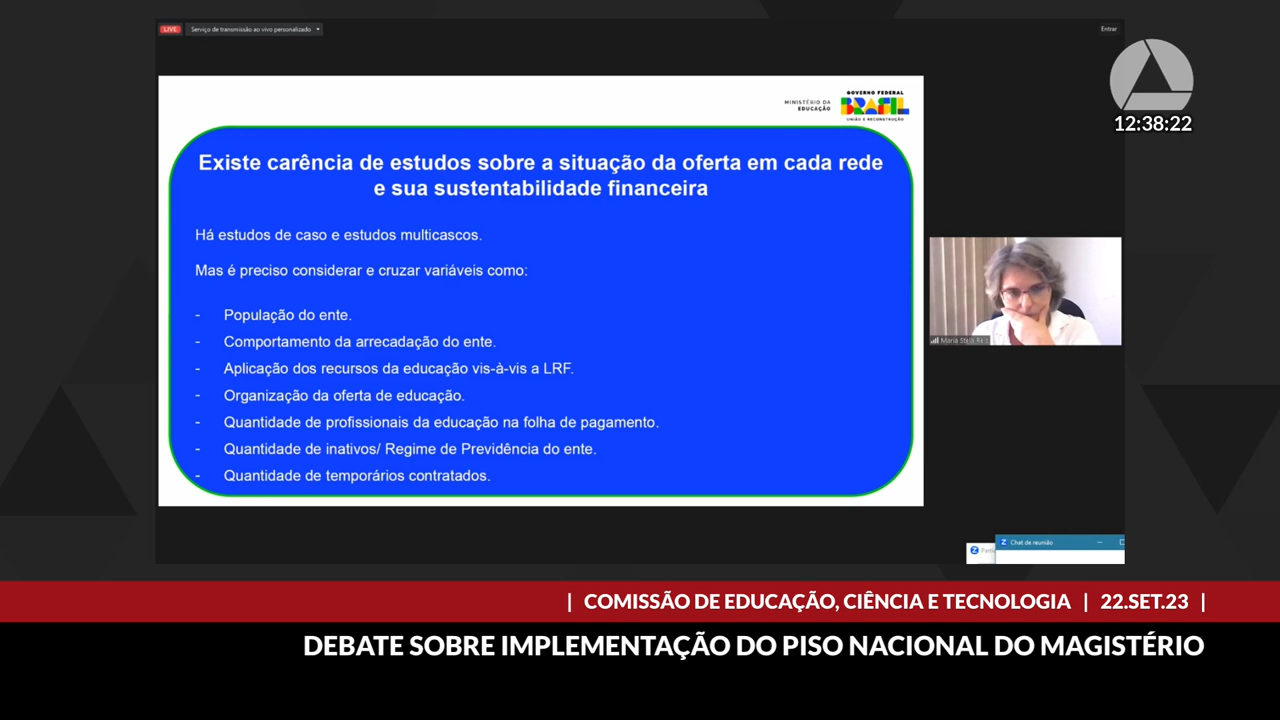 LIVE
Serviço de transmissão ao vivo personalizado
Entrar
12:38:22
MINISTÉRIO DA
EDUCAÇÃO
GOVERNO FEDERAL
BRASIL
UNIÃO E RECONSTRUÇÃO
Existe carência de estudos sobre a situação da oferta em cada rede
e sua sustentabilidade financeira
Há estudos de caso e estudos multicascos.
Mas é preciso considerar e cruzar variáveis como:
- População do ente.
- Comportamento da arrecadação do ente.
- Aplicação dos recursos da educação vis-à-vis a LRF.
- Organização da oferta de educação.
- Quantidade de profissionais da educação na folha de pagamento.
- Quantidade de inativos/ Regime de Previdência do ente.
- Quantidade de temporários contratados.
Maria
Chat de reunião
| COMISSÃO DE EDUCAÇÃO, CIÊNCIA E TECNOLOGIA | 22.SET.23 |
DEBATE SOBRE IMPLEMENTAÇÃO DO PISO NACIONAL DO MAGISTÉRIO